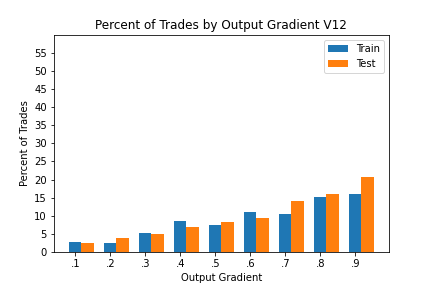 Percent of Trades by Output Gradient V12
Train
Test
Percent of Trades
55
50
45
40
35
30
25
20
15
10
5
0
.1 .2 .3 .4 .5 .6 .7 .8 .9
Output Gradient